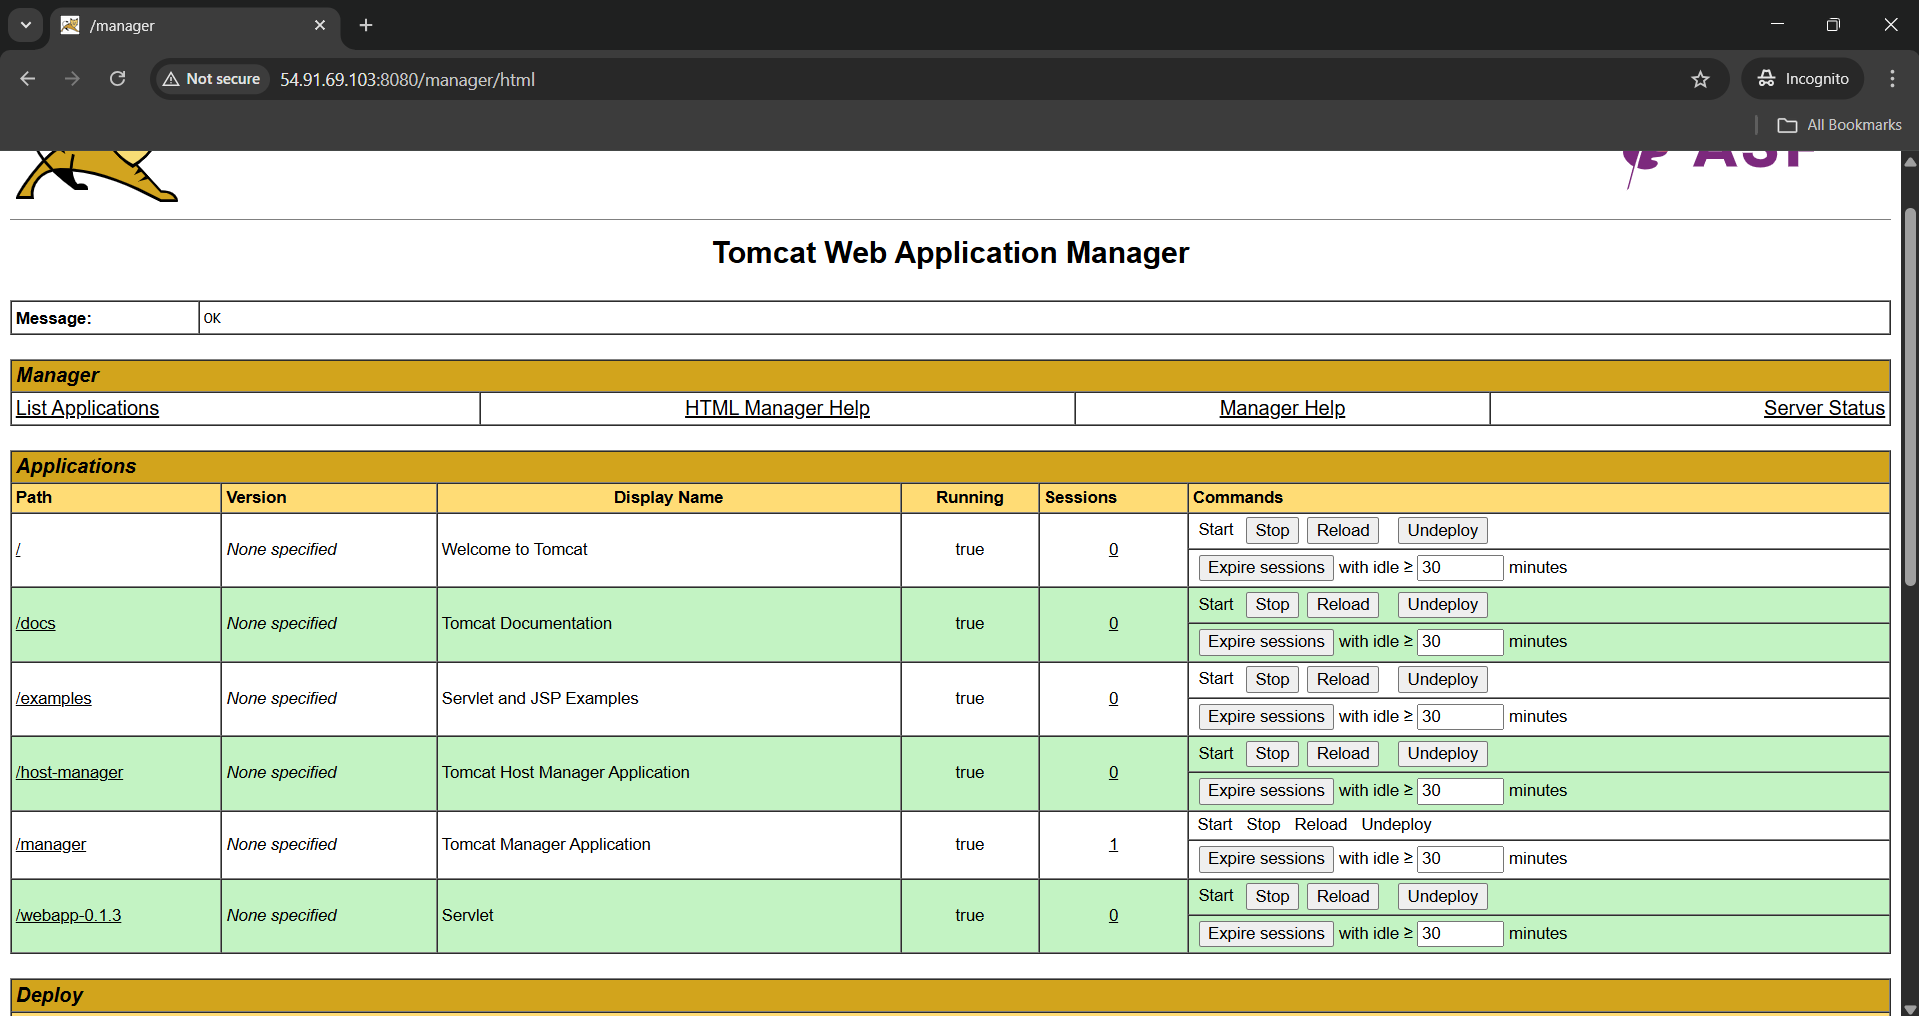 /manager
Not secure 54.91.69.103:8080/manager/html Incognito
All Bookmarks
ASF
Tomcat Web Application Manager
Message: OK
Manager
List Applications HTML Manager Help Manager Help Server Status
Applications
Path Version Display Name Running Sessions Commands
/ None specified Welcome to Tomcat true 0 Start Stop Reload Undeploy
Expire sessions with idle ≥ 30 minutes
/docs None specified Tomcat Documentation true 0 Start Stop Reload Undeploy
Expire sessions with idle ≥ 30 minutes
/examples None specified Servlet and JSP Examples true 0 Start Stop Reload Undeploy
Expire sessions with idle ≥ 30 minutes
/host-manager None specified Tomcat Host Manager Application true 0 Start Stop Reload Undeploy
Expire sessions with idle ≥ 30 minutes
/manager None specified Tomcat Manager Application true 1 Start Stop Reload Undeploy
Expire sessions with idle ≥ 30 minutes
/webapp-0.1.3 None specified Servlet true 0 Start Stop Reload Undeploy
Expire sessions with idle ≥ 30 minutes
Deploy